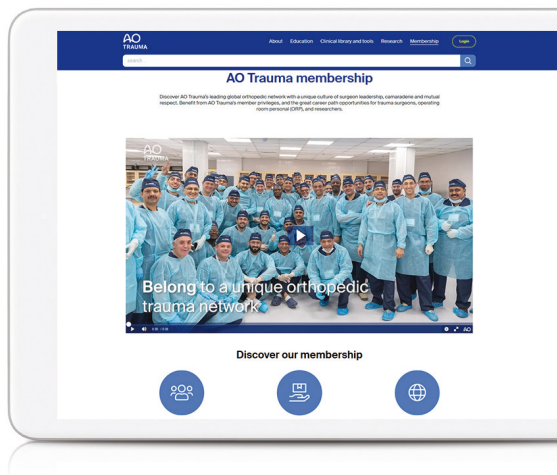 AO
TRAUMA
About Education Clinical library and tools Research Membership Login
search
AO Trauma membership
Discover AO Trauma's leading global orthopedic network with a unique culture of surgeon leadership, camaraderie and mutual
respect. Benefit from AO Trauma's member privileges, and the great career path opportunities for trauma surgeons, operating
room personal (ORP), and researchers.
AO
TRAUMA
Belong to a unique orthopedic
trauma network
AO
Discover our membership